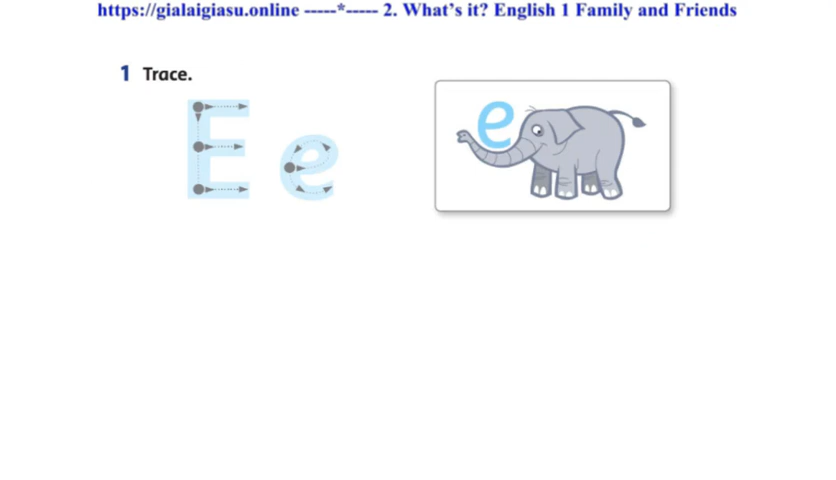 https://gialaigiasu.online -----*----- 2. What's it? English 1 Family and Friends
1 Trace.
E e
e